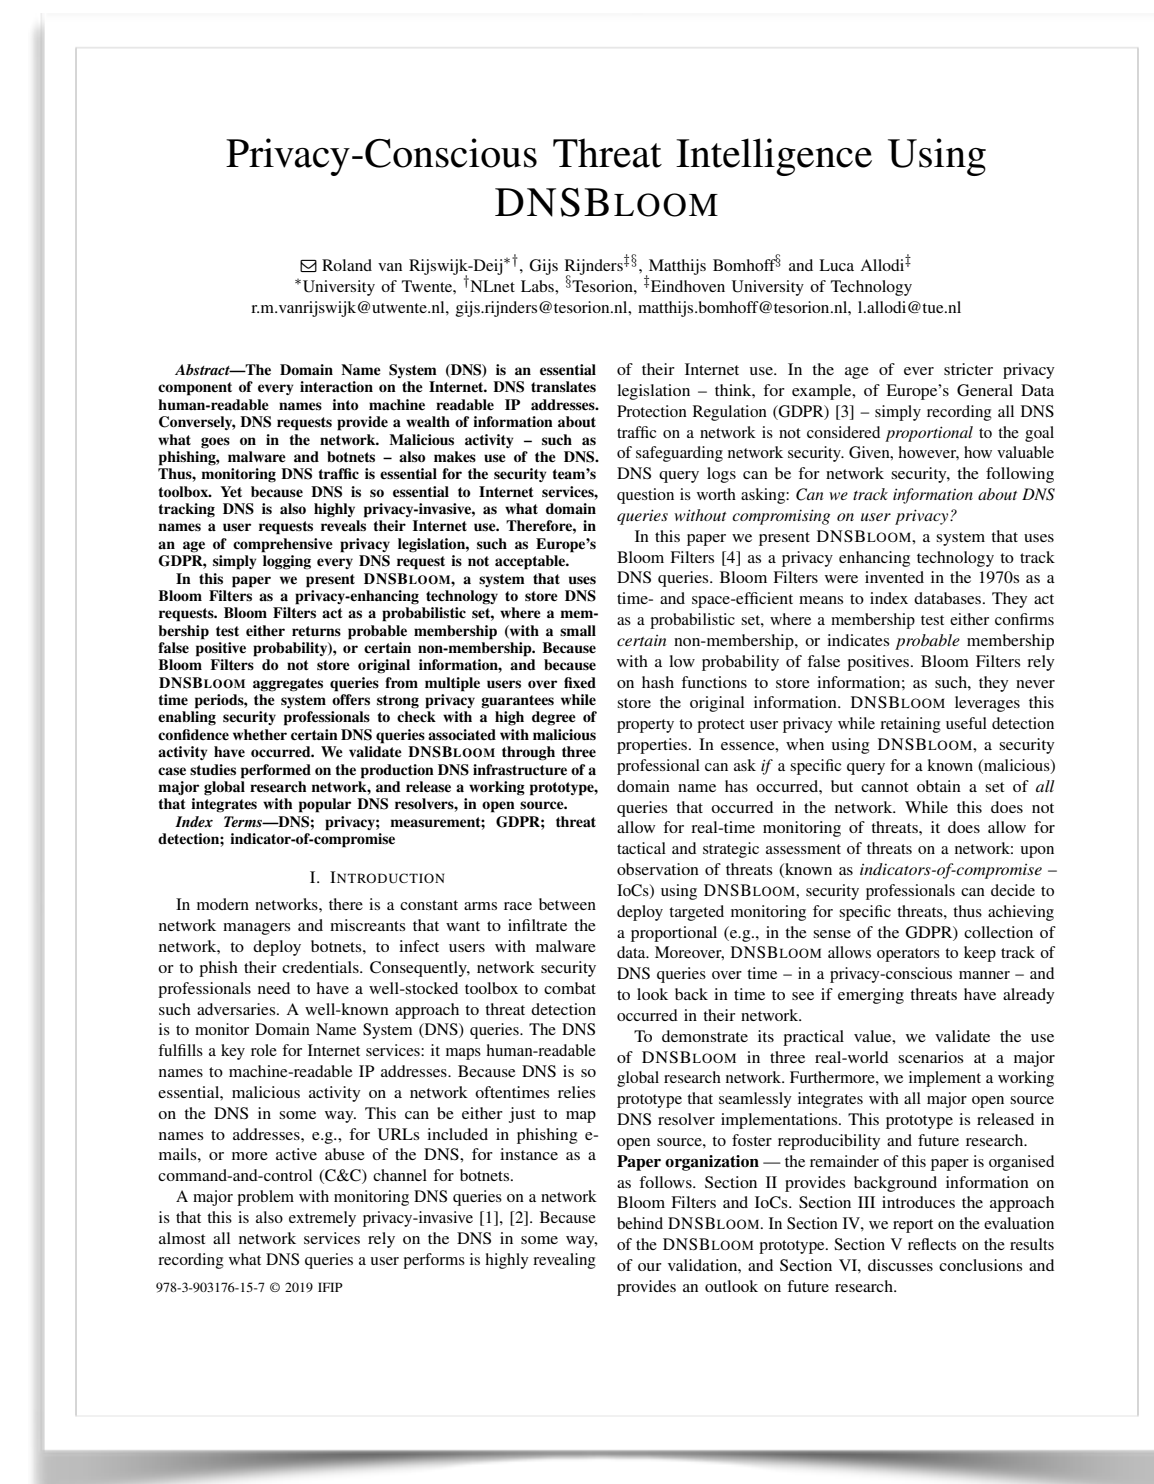 Privacy-Conscious Threat Intelligence Using
DNSBLOOM
Roland van Rijswijk-Deij*†, Gijs Rijnders‡§, Matthijs Bomhoff§ and Luca Allodi‡
*University of Twente, †NLnet Labs, §Tesorion, ‡Eindhoven University of Technology
r.m.vanrijswijk@utwente.nl, gijs.rijnders@tesorion.nl, matthijs.bomhoff@tesorion.nl, l.allodi@tue.nl
Abstract—The Domain Name System (DNS) is an essential
component of every interaction on the Internet. DNS translates
human-readable names into machine readable IP addresses.
Conversely, DNS requests provide a wealth of information about
what goes on in the network. Malicious activity – such as
phishing, malware and botnets – also makes use of the DNS.
Thus, monitoring DNS traffic is essential for the security team's
toolbox. Yet because DNS is so essential to Internet services,
tracking DNS is also highly privacy-invasive, as what domain
names a user requests reveals their Internet use. Therefore, in
an age of comprehensive privacy legislation, such as Europe's
GDPR, simply logging every DNS request is not acceptable.
In this paper we present DNSBLOOM, a system that uses
Bloom Filters as a privacy-enhancing technology to store DNS
requests. Bloom Filters act as a probabilistic set, where a mem-
bership test either returns probable membership (with a small
false positive probability), or certain non-membership. Because
Bloom Filters do not store original information, and because
DNSBLOOM aggregates queries from multiple users over fixed
time periods, the system offers strong privacy guarantees while
enabling security professionals to check with a high degree of
confidence whether certain DNS queries associated with malicious
activity have occurred. We validate DNSBLOOM through three
case studies performed on the production DNS infrastructure of a
major global research network, and release a working prototype,
that integrates with popular DNS resolvers, in open source.
Index Terms—DNS; privacy; measurement; GDPR; threat
detection; indicator-of-compromise
I. INTRODUCTION
In modern networks, there is a constant arms race between
network managers and miscreants that want to infiltrate the
network, to deploy botnets, to infect users with malware
or to phish their credentials. Consequently, network security
professionals need to have a well-stocked toolbox to combat
such adversaries. A well-known approach to threat detection
is to monitor Domain Name System (DNS) queries. The DNS
fulfills a key role for Internet services: it maps human-readable
names to machine-readable IP addresses. Because DNS is so
essential, malicious activity on a network oftentimes relies
on the DNS in some way. This can be either just to map
names to addresses, e.g., for URLs included in phishing e-
mails, or more active abuse of the DNS, for instance as a
command-and-control (C&C) channel for botnets.
A major problem with monitoring DNS queries on a network
is that this is also extremely privacy-invasive [1], [2]. Because
almost all network services rely on the DNS in some way,
recording what DNS queries a user performs is highly revealing
978-3-903176-15-7 © 2019 IFIP
of their Internet use. In the age of ever stricter privacy
legislation – think, for example, of Europe's General Data
Protection Regulation (GDPR) [3] – simply recording all DNS
traffic on a network is not considered proportional to the goal
of safeguarding network security. Given, however, how valuable
DNS query logs can be for network security, the following
question is worth asking: Can we track information about DNS
queries without compromising on user privacy?
In this paper we present DNSBLOOM, a system that uses
Bloom Filters [4] as a privacy enhancing technology to track
DNS queries. Bloom Filters were invented in the 1970s as a
time- and space-efficient means to index databases. They act
as a probabilistic set, where a membership test either confirms
certain non-membership, or indicates probable membership
with a low probability of false positives. Bloom Filters rely
on hash functions to store information; as such, they never
store the original information. DNSBLOOM leverages this
property to protect user privacy while retaining useful detection
properties. In essence, when using DNSBLOOM, a security
professional can ask if a specific query for a known (malicious)
domain name has occurred, but cannot obtain a set of all
queries that occurred in the network. While this does not
allow for real-time monitoring of threats, it does allow for
tactical and strategic assessment of threats on a network: upon
observation of threats (known as indicators-of-compromise –
IoCs) using DNSBLOOM, security professionals can decide to
deploy targeted monitoring for specific threats, thus achieving
a proportional (e.g., in the sense of the GDPR) collection of
data. Moreover, DNSBLOOM allows operators to keep track of
DNS queries over time – in a privacy-conscious manner – and
to look back in time to see if emerging threats have already
occurred in their network.
To demonstrate its practical value, we validate the use
of DNSBLOOM in three real-world scenarios at a major
global research network. Furthermore, we implement a working
prototype that seamlessly integrates with all major open source
DNS resolver implementations. This prototype is released in
open source, to foster reproducibility and future research.
Paper organization — the remainder of this paper is organised
as follows. Section II provides background information on
Bloom Filters and IoCs. Section III introduces the approach
behind DNSBLOOM. In Section IV, we report on the evaluation
of the DNSBLOOM prototype. Section V reflects on the results
of our validation, and Section VI, discusses conclusions and
provides an outlook on future research.